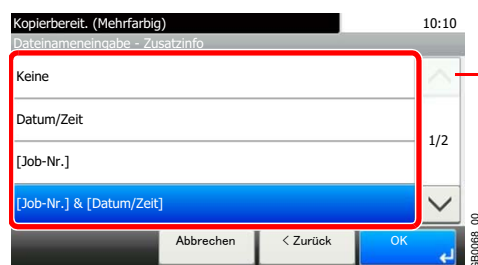 Kopierbereit. (Mehrfarbig) 10:10
Dateinameneingabe - Zusatzinfo
Keine
Datum/Zeit
1/2
[Job-Nr.]
[Job-Nr.] & [Datum/Zeit]
Abbrechen < Zurück OK